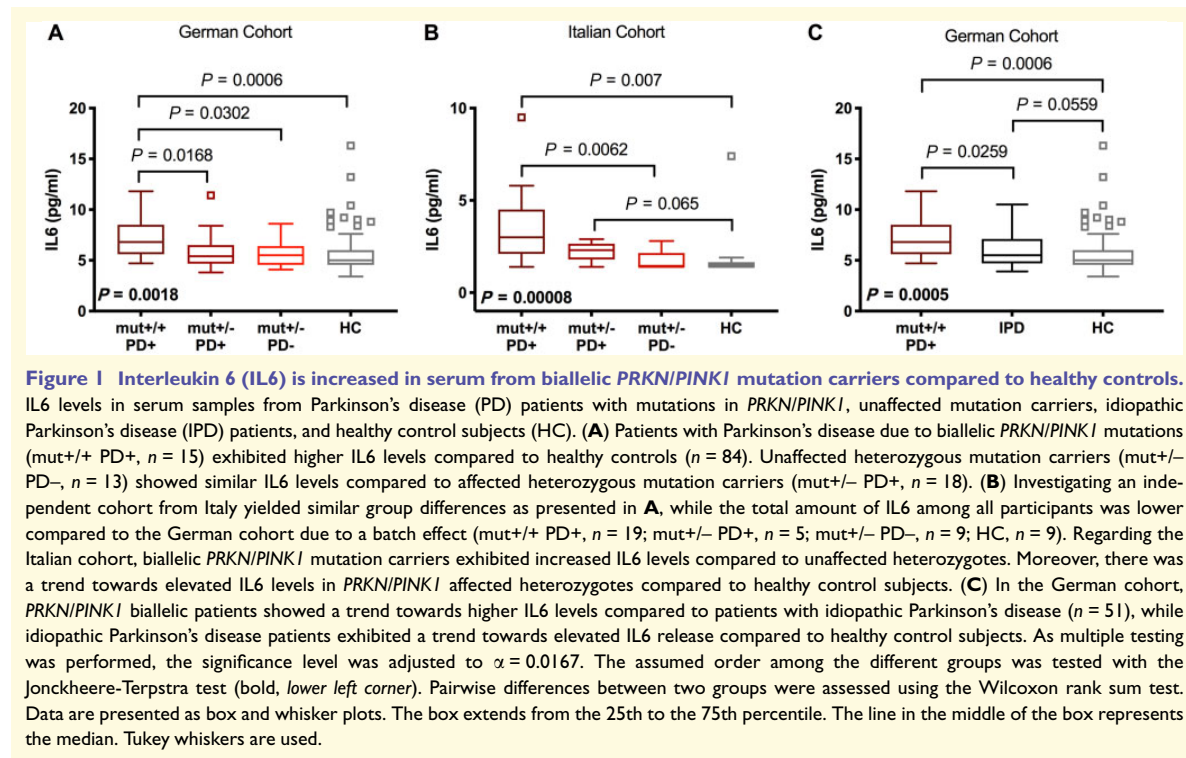 A
German Cohort
P = 0.0006
P = 0.0302
P = 0.0168
20
15
10
5
0
IL6 (pg/ml)
P = 0.0018
mut+/+ mut+/- mut+/- HC
PD+ PD+ PD-
B
Italian Cohort
P = 0.007
P = 0.0062
P = 0.065
10
5
0
IL6 (pg/ml)
P = 0.00008
mut+/+ mut+/- mut+/- HC
PD+ PD+ PD-
C
German Cohort
P = 0.0006
P = 0.0559
P = 0.0259
20
15
10
5
0
IL6 (pg/ml)
P = 0.0005
mut+/+ IPD HC
PD+
Figure 1 Interleukin 6 (IL6) is increased in serum from biallelic PRKN/PINK1 mutation carriers compared to healthy controls.
IL6 levels in serum samples from Parkinson's disease (PD) patients with mutations in PRKN/PINK1, unaffected mutation carriers, idiopathic
Parkinson's disease (IPD) patients, and healthy control subjects (HC). (A) Patients with Parkinson's disease due to biallelic PRKN/PINK1 mutations
(mut+/+ PD+, n = 15) exhibited higher IL6 levels compared to healthy controls (n = 84). Unaffected heterozygous mutation carriers (mut+/–
PD–, n = 13) showed similar IL6 levels compared to affected heterozygous mutation carriers (mut+/– PD+, n = 18). (B) Investigating an inde-
pendent cohort from Italy yielded similar group differences as presented in A, while the total amount of IL6 among all participants was lower
compared to the German cohort due to a batch effect (mut+/+ PD+, n = 19; mut+/– PD+, n = 5; mut+/– PD–, n = 9; HC, n = 9). Regarding the
Italian cohort, biallelic PRKN/PINK1 mutation carriers exhibited increased IL6 levels compared to unaffected heterozygotes. Moreover, there was
a trend towards elevated IL6 levels in PRKN/PINK1 affected heterozygotes compared to healthy control subjects. (C) In the German cohort,
PRKN/PINK1 biallelic patients showed a trend towards higher IL6 levels compared to patients with idiopathic Parkinson's disease (n = 51), while
idiopathic Parkinson's disease patients exhibited a trend towards elevated IL6 release compared to healthy control subjects. As multiple testing
was performed, the significance level was adjusted to α = 0.0167. The assumed order among the different groups was tested with the
Jonckheere-Terpstra test (bold, lower left corner). Pairwise differences between two groups were assessed using the Wilcoxon rank sum test.
Data are presented as box and whisker plots. The box extends from the 25th to the 75th percentile. The line in the middle of the box represents
the median. Tukey whiskers are used.